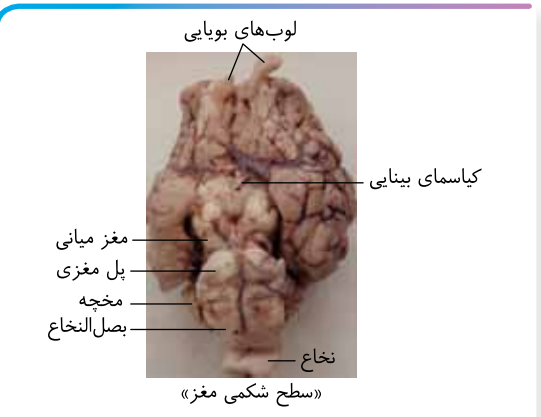 لوب‌های بویایی
کیاسمای بینایی
مغز میانی
پل مغزی
مخچه
بصل‌النخاع
نخاع
«سطح شکمی مغز»